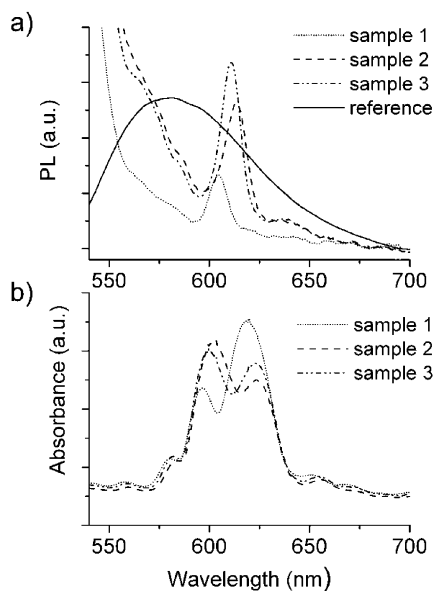 a)
sample 1
sample 2
sample 3
reference
PL (a.u.)
550
600
650
700
b)
sample 1
sample 2
sample 3
Absorbance (a.u.)
550
600
650
700
Wavelength (nm)